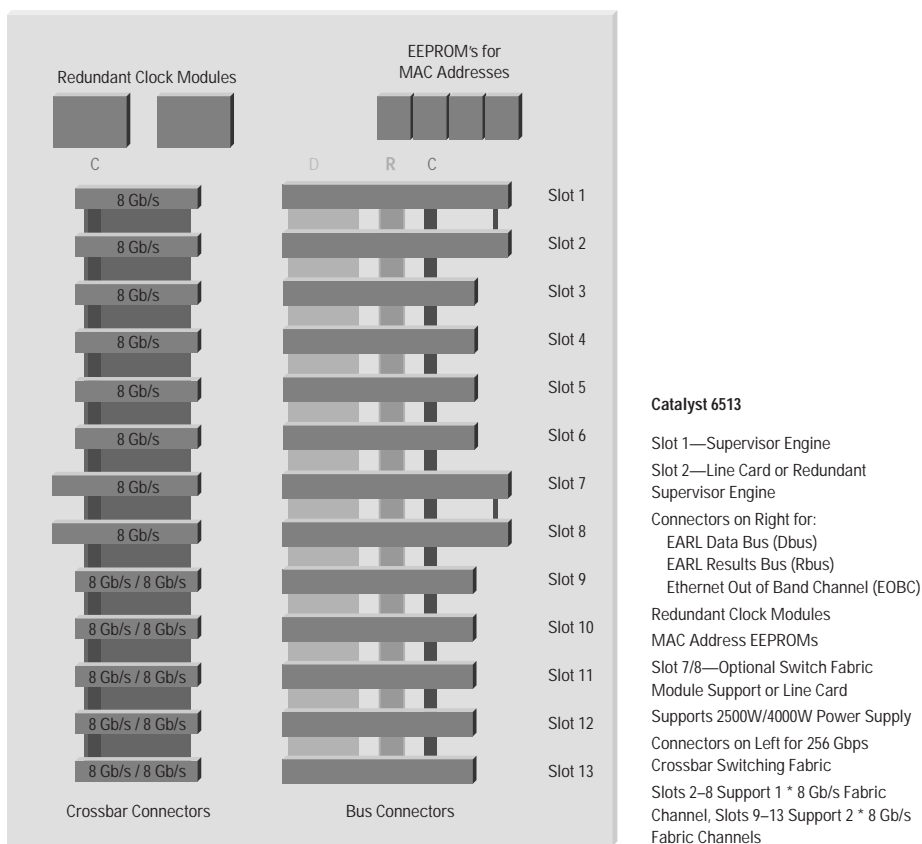 EEPROM's for
MAC Addresses
Redundant Clock Modules
C
D R C
8 Gb/s Slot 1
8 Gb/s Slot 2
8 Gb/s Slot 3
8 Gb/s Slot 4
8 Gb/s Slot 5
8 Gb/s Slot 6
8 Gb/s Slot 7
8 Gb/s Slot 8
8 Gb/s / 8 Gb/s Slot 9
8 Gb/s / 8 Gb/s Slot 10
8 Gb/s / 8 Gb/s Slot 11
8 Gb/s / 8 Gb/s Slot 12
8 Gb/s / 8 Gb/s Slot 13
Crossbar Connectors Bus Connectors
Catalyst 6513
Slot 1—Supervisor Engine
Slot 2—Line Card or Redundant
Supervisor Engine
Connectors on Right for:
EARL Data Bus (Dbus)
EARL Results Bus (Rbus)
Ethernet Out of Band Channel (EOBC)
Redundant Clock Modules
MAC Address EEPROMs
Slot 7/8—Optional Switch Fabric
Module Support or Line Card
Supports 2500W/4000W Power Supply
Connectors on Left for 256 Gbps
Crossbar Switching Fabric
Slots 2–8 Support 1 * 8 Gb/s Fabric
Channel, Slots 9–13 Support 2 * 8 Gb/s
Fabric Channels